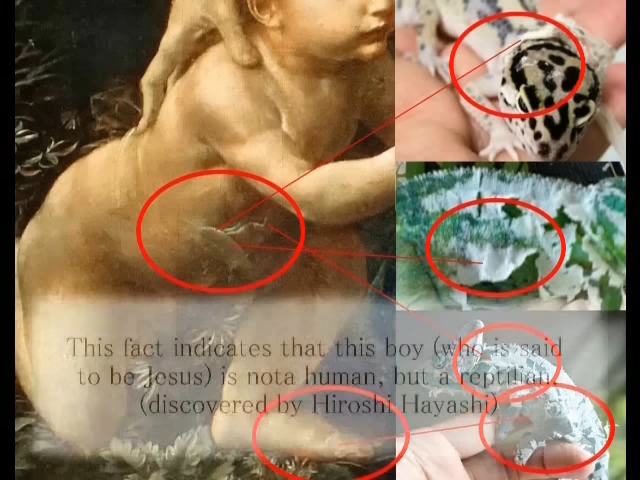 This fact indicates that this boy (who is said
to be Jesus) is nota human, but a reptilian.
(discovered by Hiroshi Hayashi)